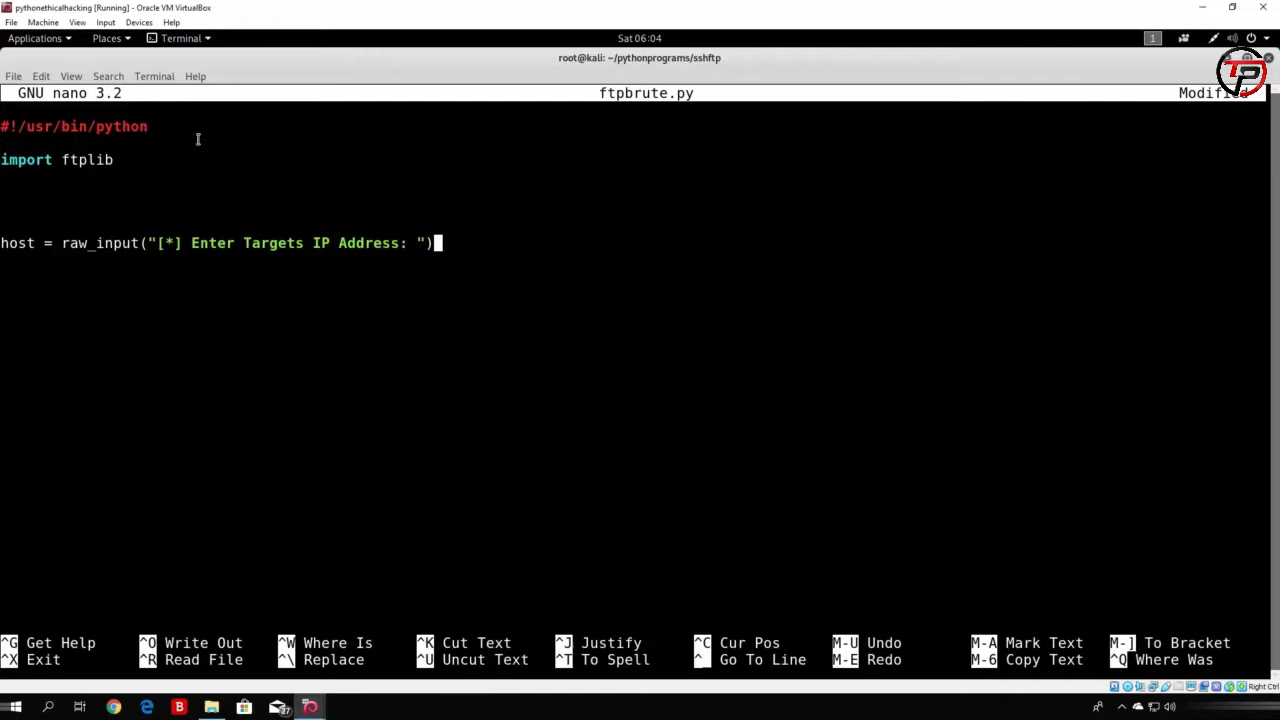 pythonethicalhacking [Running] - Oracle VM VirtualBox
File Machine View Input Devices Help
Applications Places Terminal Sat 06:04 1
root@kali: ~/pythonprograms/sshftp
File Edit View Search Terminal Help
GNU nano 3.2 ftpbrute.py Modified
#!/usr/bin/python
import ftplib
host = raw_input("[*] Enter Targets IP Address: ")
^G Get Help ^O Write Out ^W Where Is ^K Cut Text ^J Justify ^C Cur Pos M-U Undo M-A Mark Text M-] To Bracket
^X Exit ^R Read File ^\ Replace ^U Uncut Text ^T To Spell ^_ Go To Line M-E Redo M-6 Copy Text ^Q Where Was
Right Ctrl
B 27